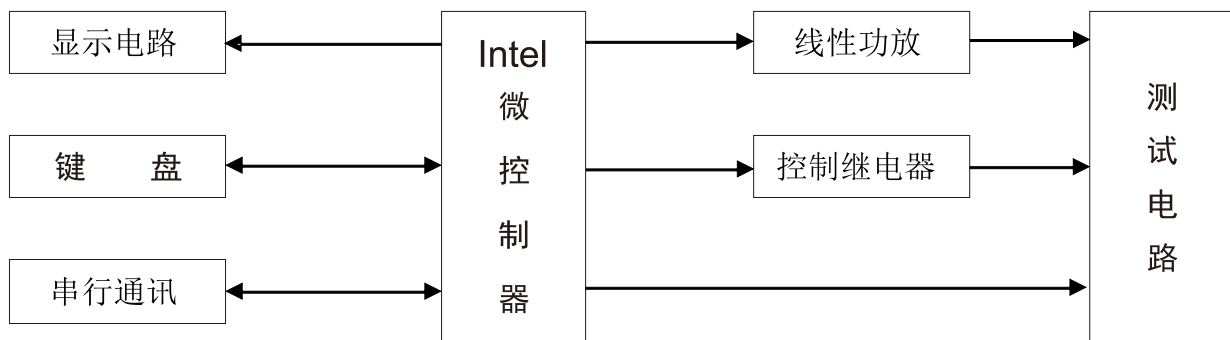 显示电路
键 盘
串行通讯
Intel
微
控
制
器
线性功放
控制继电器
测
试
电
路